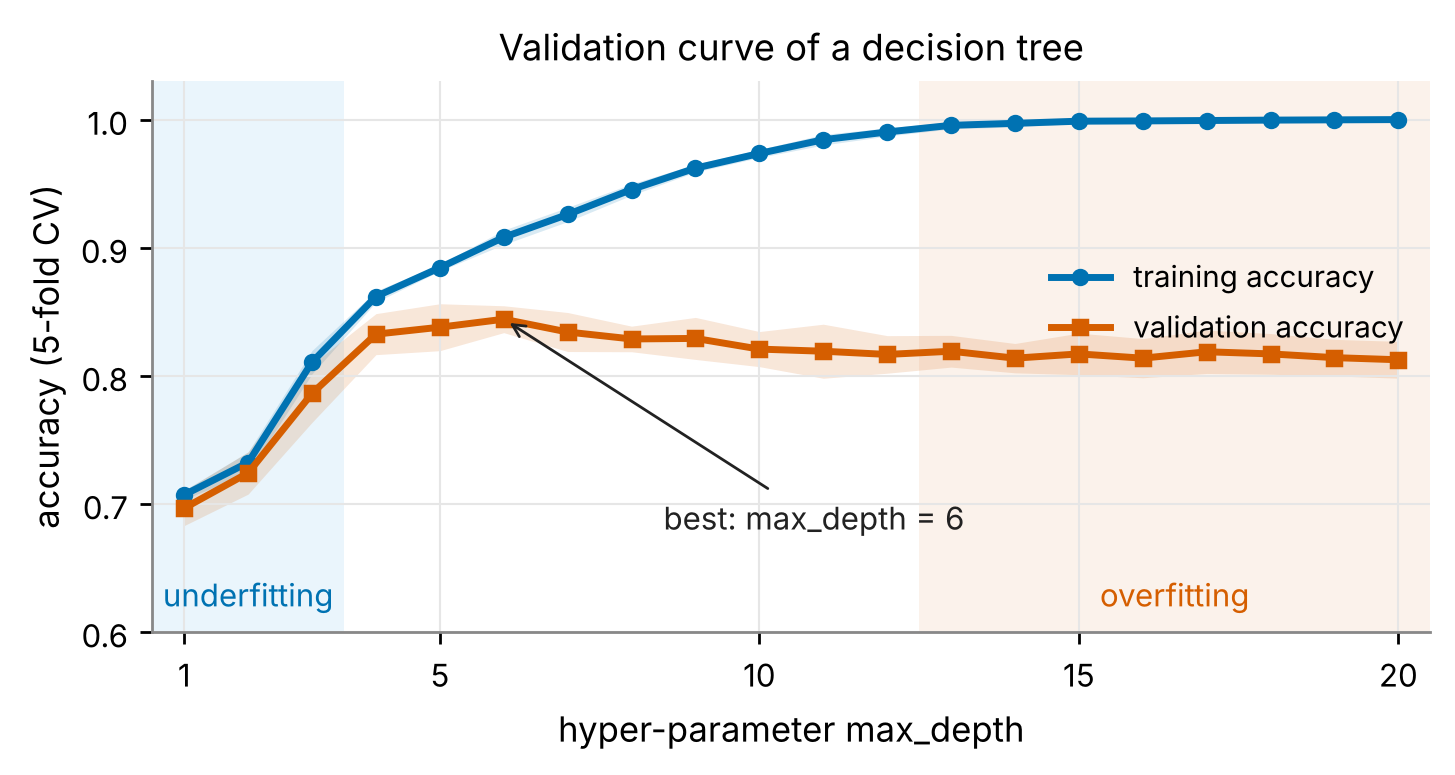 Validation curve of a decision tree
accuracy (5-fold CV)
1.0
0.9
0.8
0.7
0.6
training accuracy
validation accuracy
best: max_depth = 6
underfitting
overfitting
1
5
10
15
20
hyper-parameter max_depth